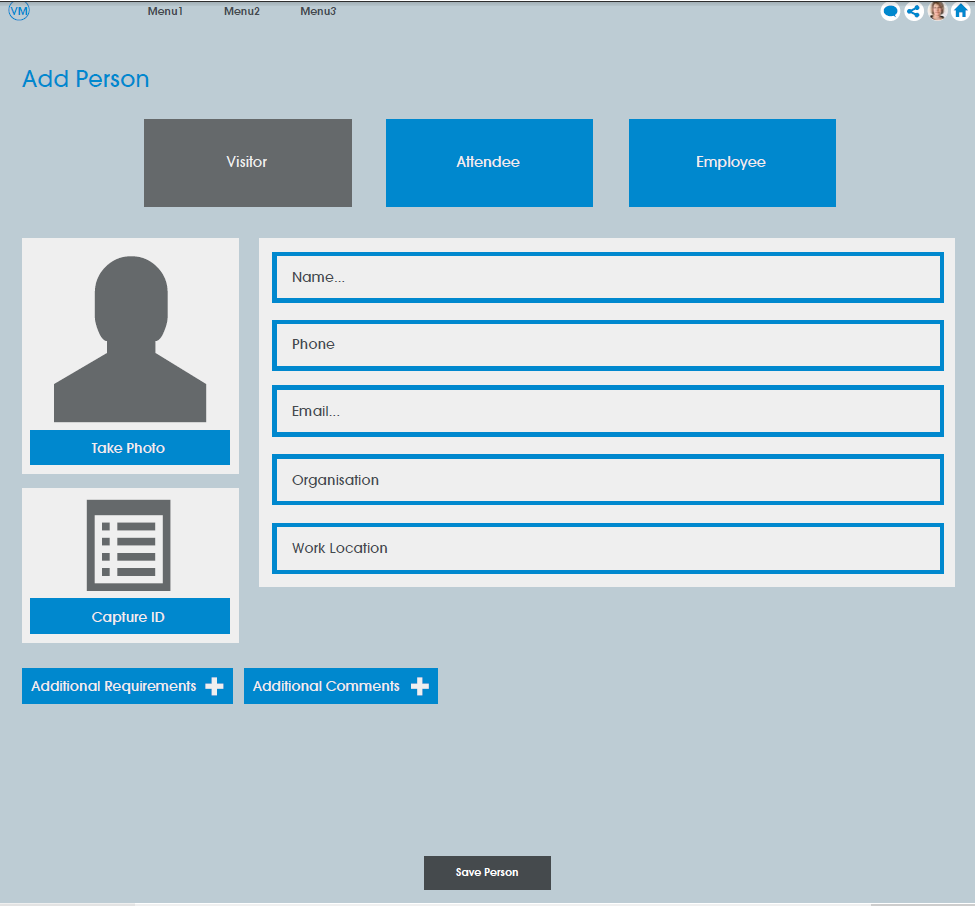 VM Menu1 Menu2 Menu3
Add Person
Visitor Attendee Employee
Name...
Phone
Email...
Take Photo
Organisation
Work Location
Capture ID
Additional Requirements Additional Comments
Save Person